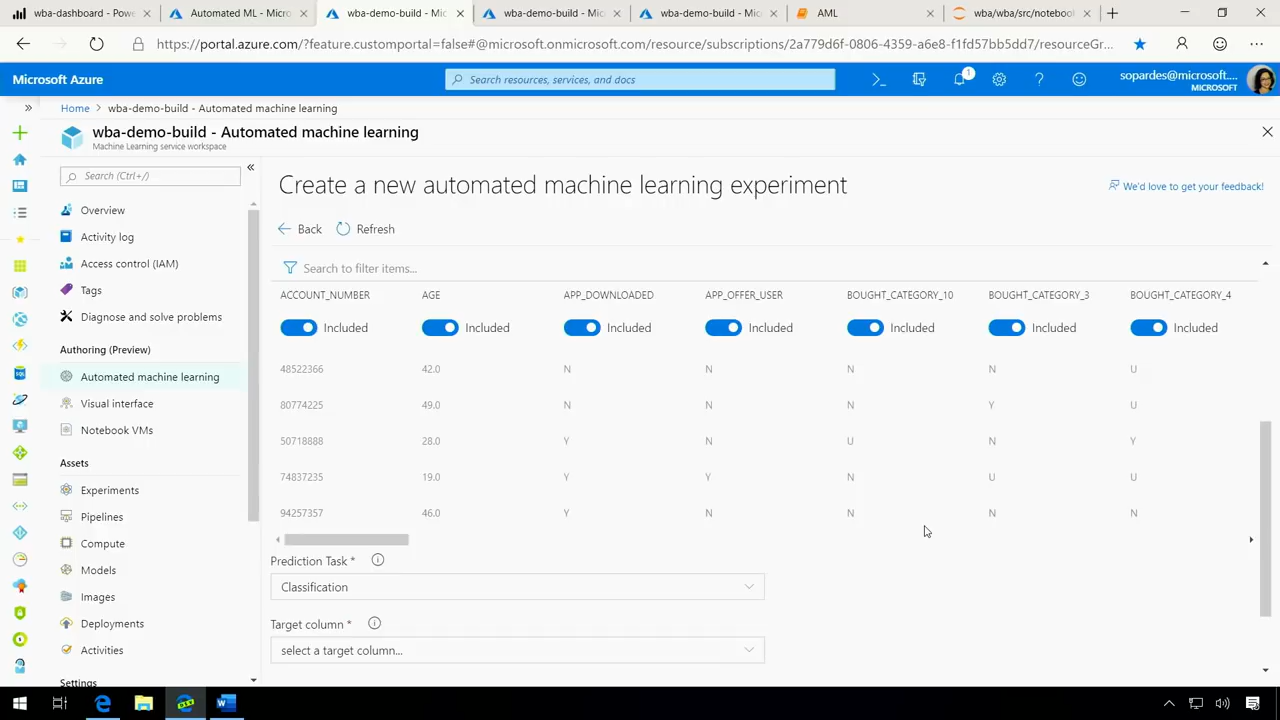 wba-dashboard - Power
Automated ML - Micros
wba-demo-build - Micr
wba-demo-build - Micro
wba-demo-build - Micro
AML
wba/wba/src/notebook
https://portal.azure.com/?feature.customportal=false#@microsoft.onmicrosoft.com/resource/subscriptions/2a779d6f-0806-4359-a6e8-f1fd57bb5dd7/resourceGr...
Microsoft Azure
Search resources, services, and docs
1
sopardes@microsoft....
MICROSOFT
Home > wba-demo-build - Automated machine learning
wba-demo-build - Automated machine learning
Machine Learning service workspace
Search (Ctrl+/)
Overview
Activity log
Access control (IAM)
Tags
Diagnose and solve problems
Authoring (Preview)
Automated machine learning
Visual interface
Notebook VMs
Assets
Experiments
Pipelines
Compute
Models
Images
Deployments
Activities
Settings
Create a new automated machine learning experiment
We'd love to get your feedback!
Back Refresh
Search to filter items...
ACCOUNT_NUMBER AGE APP_DOWNLOADED APP_OFFER_USER BOUGHT_CATEGORY_10 BOUGHT_CATEGORY_3 BOUGHT_CATEGORY_4
Included Included Included Included Included Included Included
48522366 42.0 N N N N U
80774225 49.0 N N N Y U
50718888 28.0 Y N U N Y
74837235 19.0 Y Y N U U
94257357 46.0 Y N N N N
Prediction Task *
Classification
Target column *
select a target column...